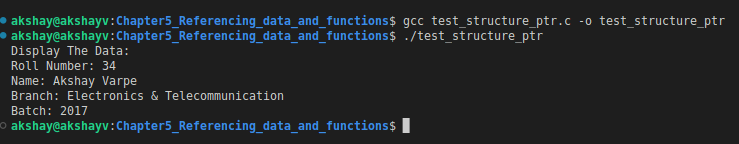 akshay@akshayv:Chapter5_Referencing_data_and_functions$ gcc test_structure_ptr.c -o test_structure_ptr
akshay@akshayv:Chapter5_Referencing_data_and_functions$ ./test_structure_ptr
Display The Data:
Roll Number: 34
Name: Akshay Varpe
Branch: Electronics & Telecommunication
Batch: 2017
akshay@akshayv:Chapter5_Referencing_data_and_functions$